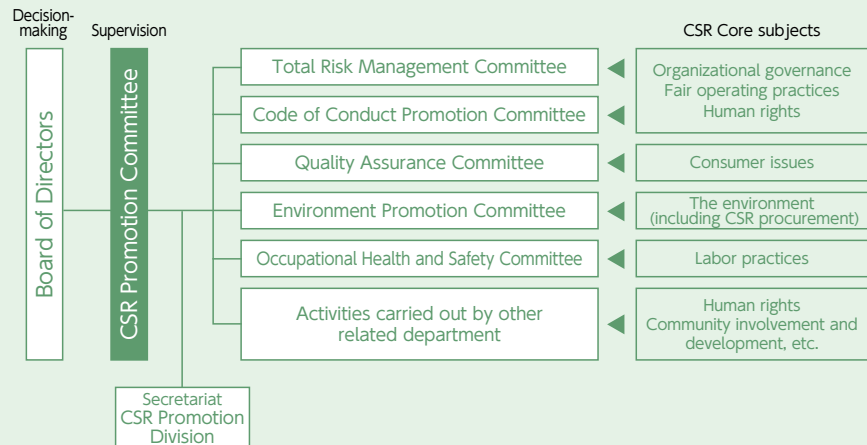 Decision-
making
Supervision
CSR Core subjects
Board of Directors
CSR Promotion Committee
Total Risk Management Committee
Code of Conduct Promotion Committee
Organizational governance
Fair operating practices
Human rights
Quality Assurance Committee
Consumer issues
Environment Promotion Committee
The environment
(including CSR procurement)
Occupational Health and Safety Committee
Labor practices
Activities carried out by other
related department
Human rights
Community involvement and
development, etc.
Secretariat
CSR Promotion
Division